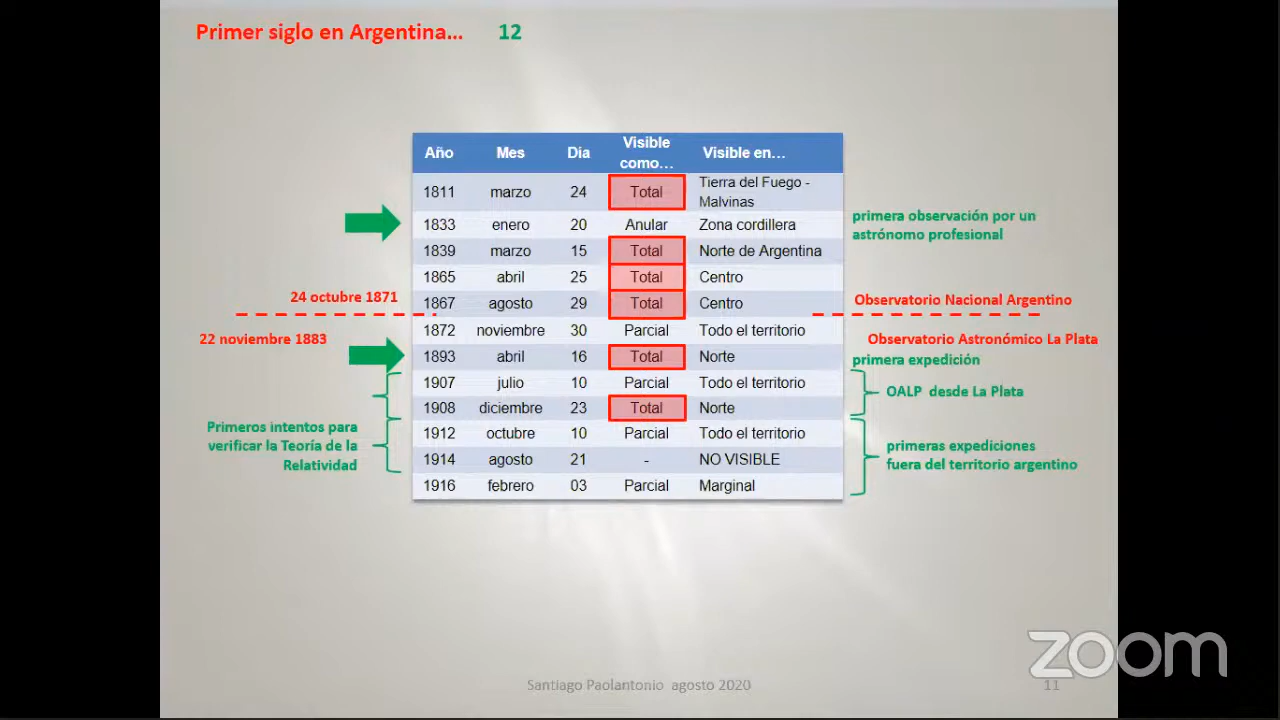 Primer siglo en Argentina... 12
Año Mes Día Visible como... Visible en...
1811 marzo 24 Total Tierra del Fuego - Malvinas
1833 enero 20 Anular Zona cordillera
1839 marzo 15 Total Norte de Argentina
1865 abril 25 Total Centro
1867 agosto 29 Total Centro
1872 noviembre 30 Parcial Todo el territorio
1893 abril 16 Total Norte
1907 julio 10 Parcial Todo el territorio
1908 diciembre 23 Total Norte
1912 octubre 10 Parcial Todo el territorio
1914 agosto 21 - NO VISIBLE
1916 febrero 03 Parcial Marginal
24 octubre 1871
22 noviembre 1883
Primeros intentos para
verificar la Teoría de la
Relatividad
primera observación por un
astrónomo profesional
Observatorio Nacional Argentino
Observatorio Astronómico La Plata
primera expedición
OALP desde La Plata
primeras expediciones
fuera del territorio argentino
zoom
Santiago Paolantonio agosto 2020
11